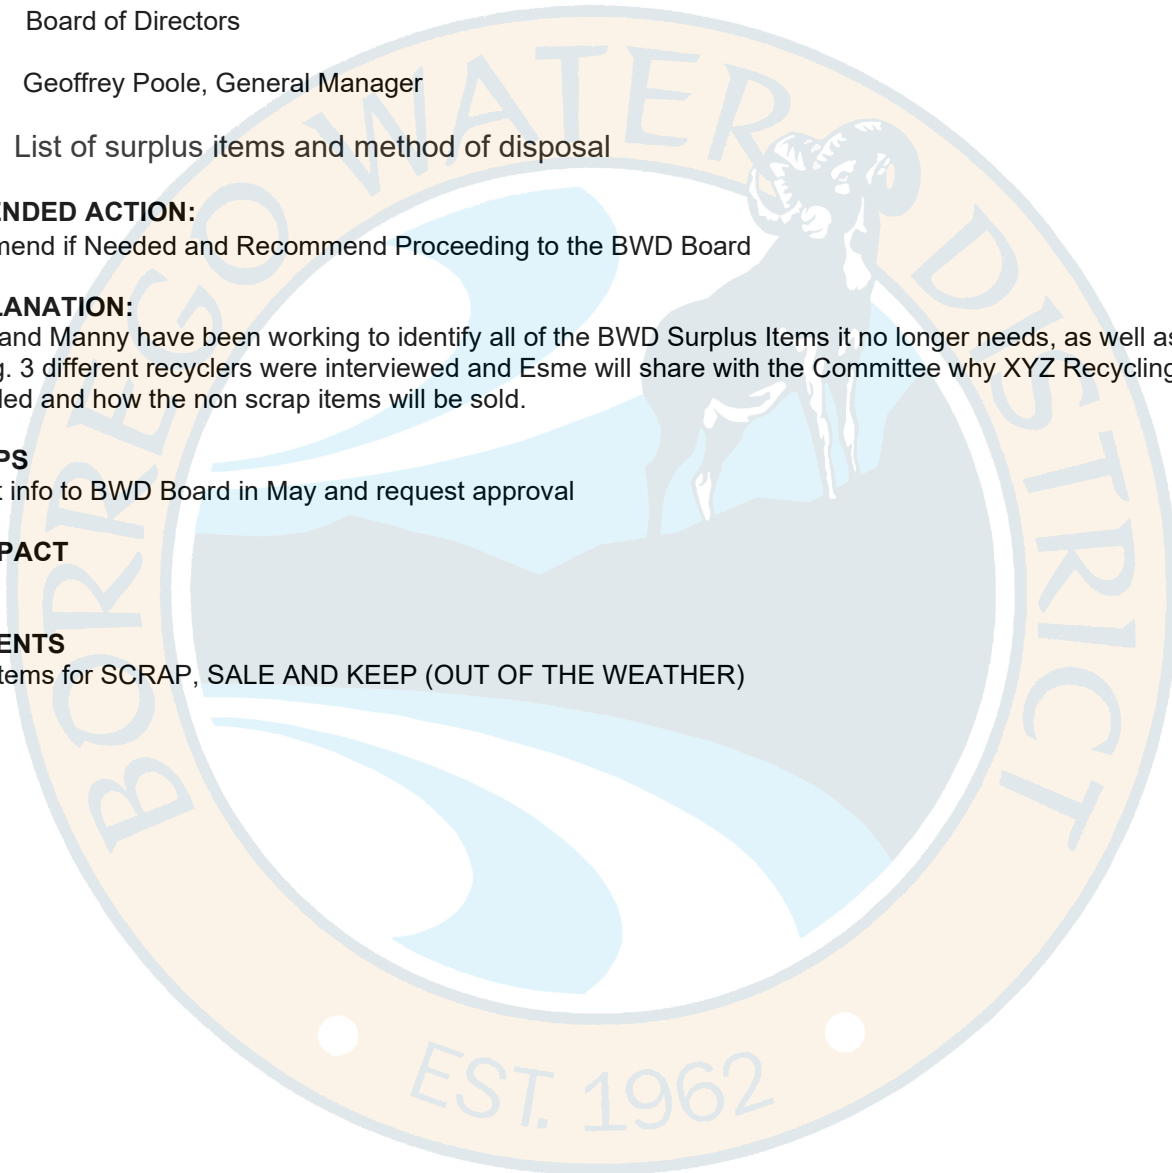 Board of Directors
Geoffrey Poole, General Manager
List of surplus items and method of disposal
ENDED ACTION:
mend if Needed and Recommend Proceeding to the BWD Board
LANATION:
and Manny have been working to identify all of the BWD Surplus Items it no longer needs, as well as
g. 3 different recyclers were interviewed and Esme will share with the Committee why XYZ Recycling
ded and how the non scrap items will be sold.
PS
t info to BWD Board in May and request approval
PACT
ENTS
tems for SCRAP, SALE AND KEEP (OUT OF THE WEATHER)
BORREGO WATER DISTRICT
EST. 1962